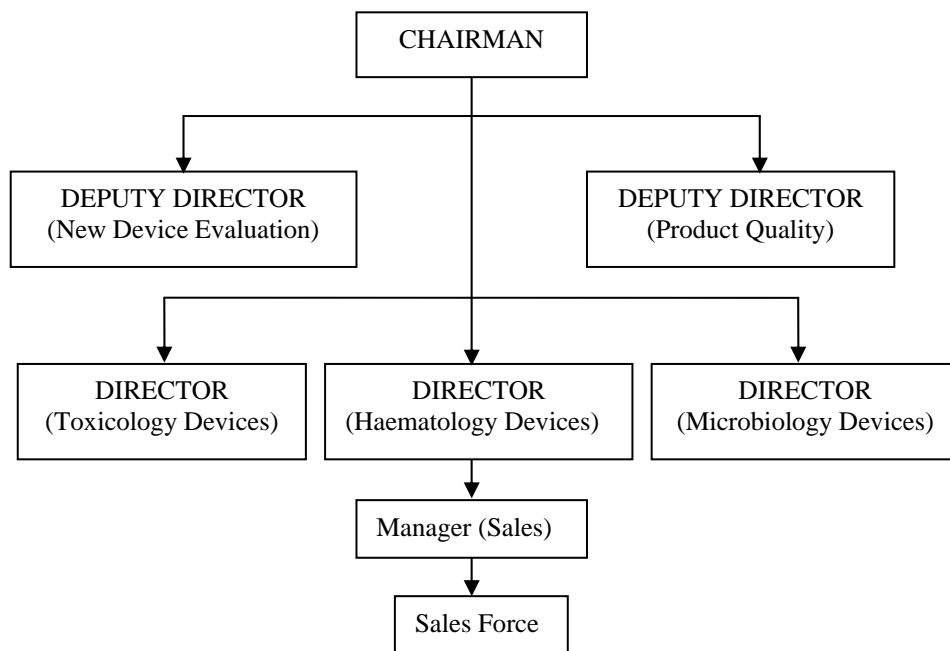 CHAIRMAN
DEPUTY DIRECTOR
(New Device Evaluation)
DEPUTY DIRECTOR
(Product Quality)
DIRECTOR
(Toxicology Devices)
DIRECTOR
(Haematology Devices)
DIRECTOR
(Microbiology Devices)
Manager (Sales)
Sales Force